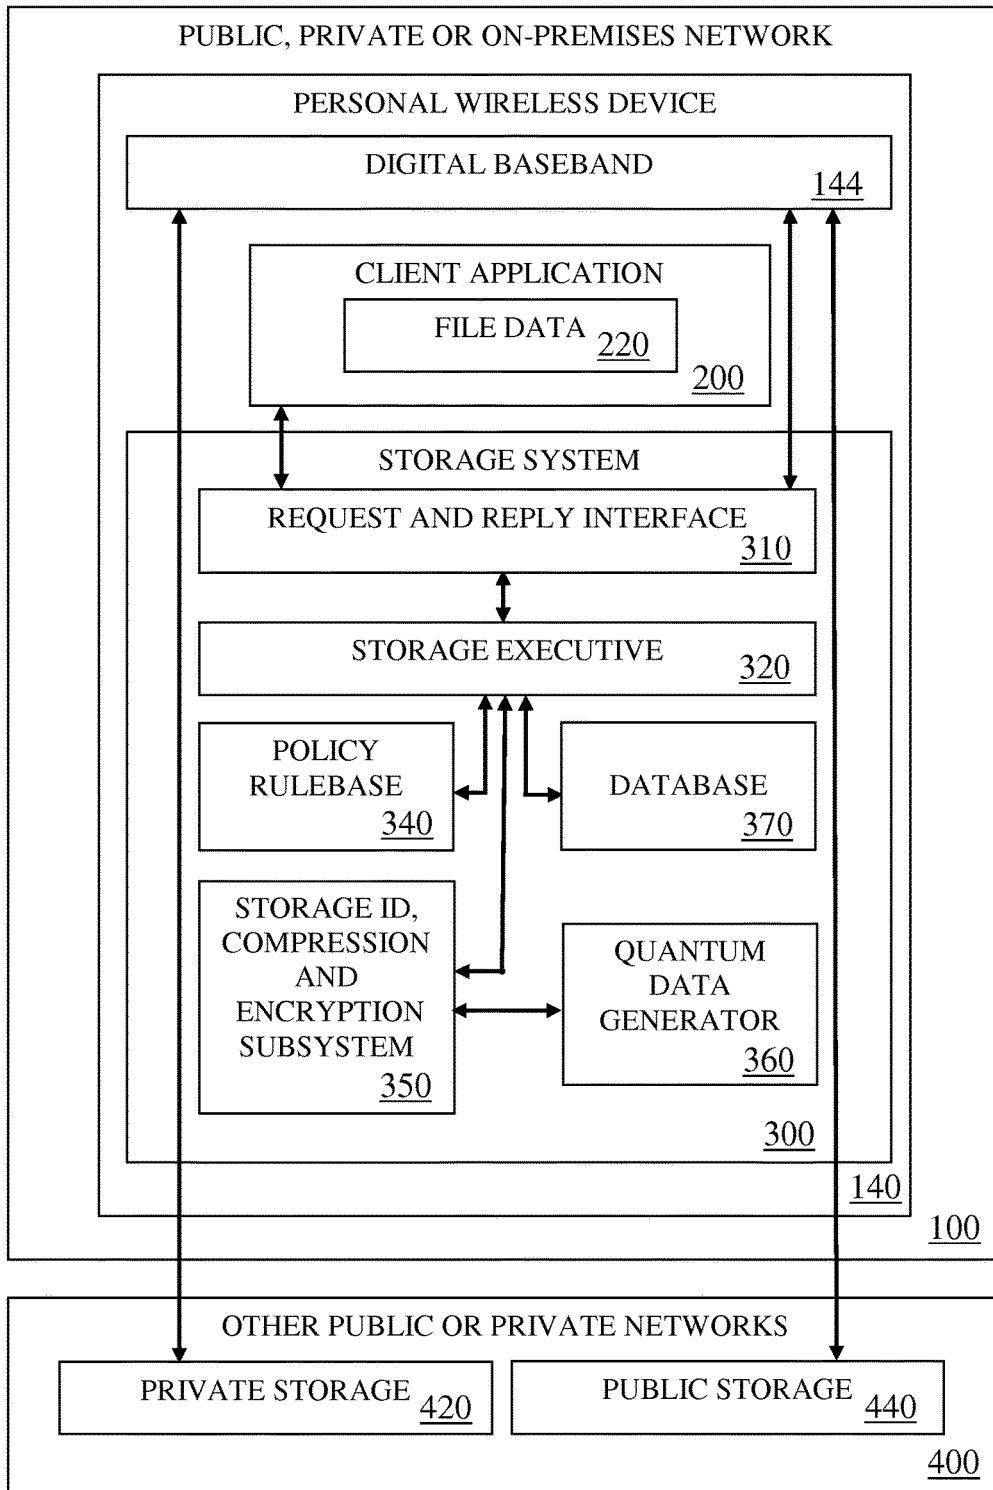 PUBLIC, PRIVATE OR ON-PREMISES NETWORK
PERSONAL WIRELESS DEVICE
DIGITAL BASEBAND
144
CLIENT APPLICATION
FILE DATA
220
200
STORAGE SYSTEM
REQUEST AND REPLY INTERFACE
310
STORAGE EXECUTIVE
320
POLICY
RULEBASE
340
DATABASE
370
STORAGE ID,
COMPRESSION
AND
ENCRYPTION
SUBSYSTEM
350
QUANTUM
DATA
GENERATOR
360
300
140
100
OTHER PUBLIC OR PRIVATE NETWORKS
PRIVATE STORAGE
420
PUBLIC STORAGE
440
400